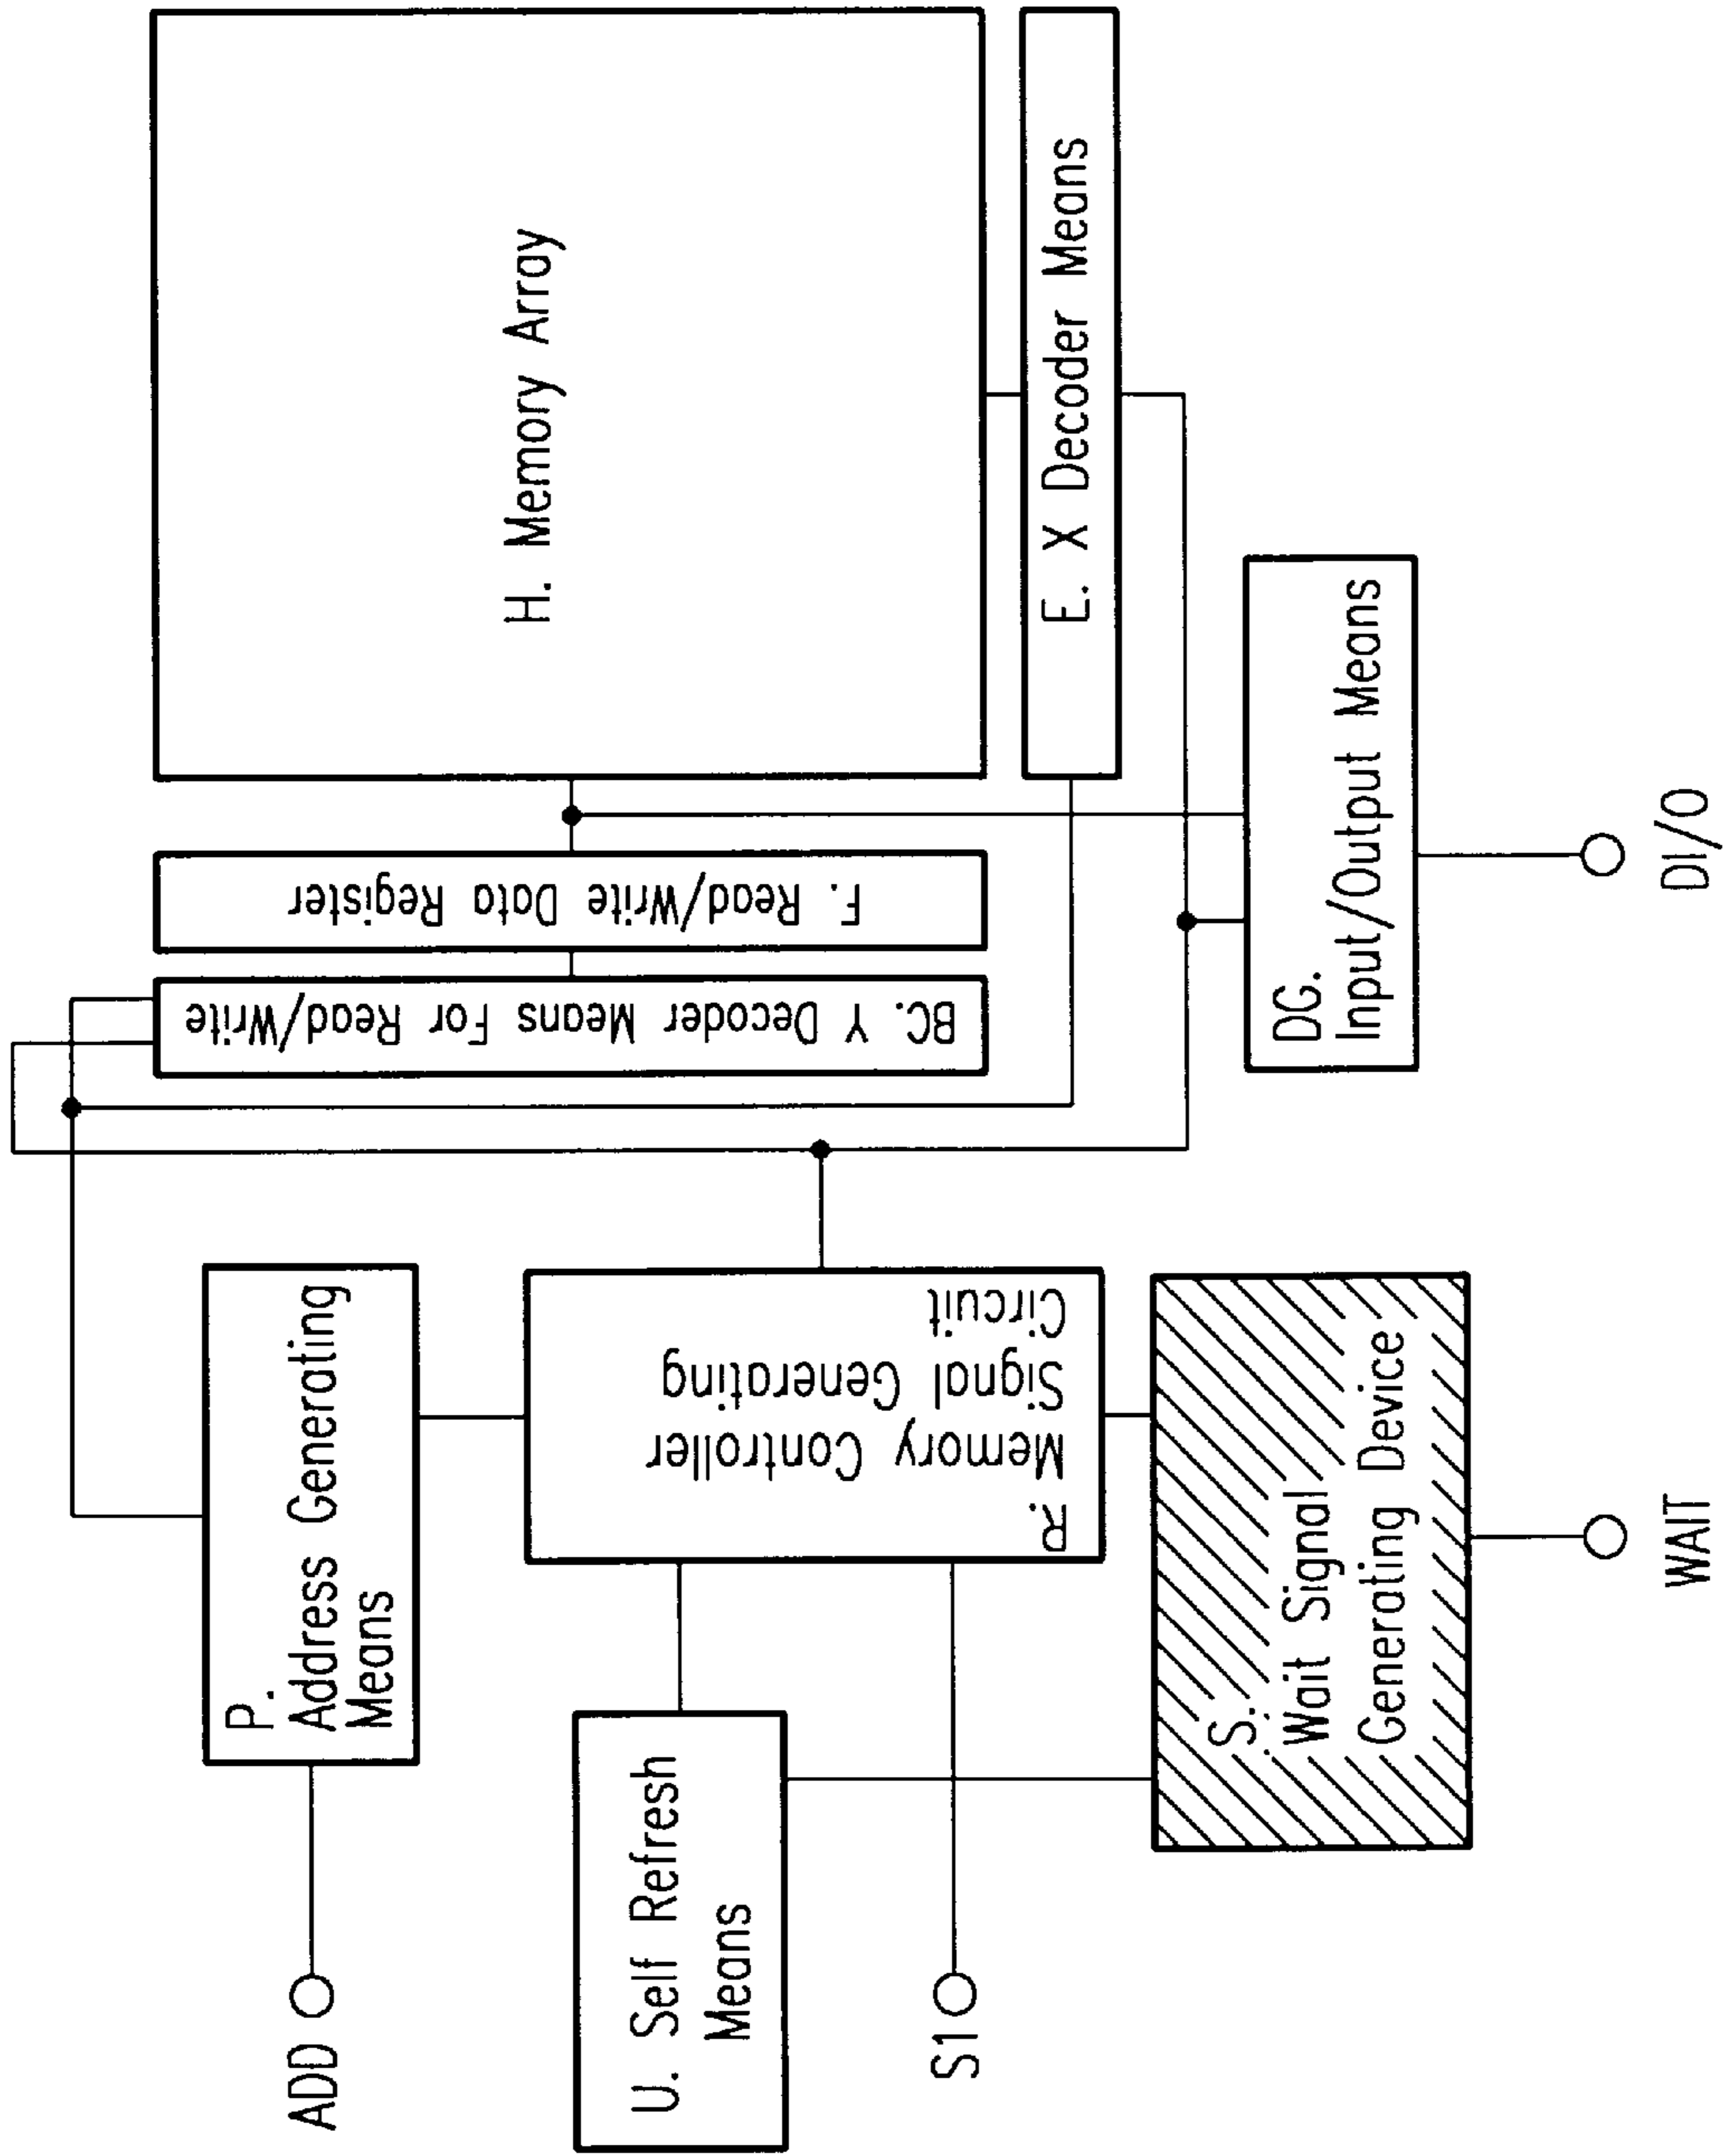 ADD
P.
Address Generating
Means
U. Self Refresh
Means
S1
R.
Memory Controller
Signal Generating
Circuit
S.
Wait Signal
Generating Device
WAIT
BC. Y Decoder Means For Read/Write
F. Read/Write Data Register
H. Memory Array
E. X Decoder Means
DG.
Input/Output Means
DI/O